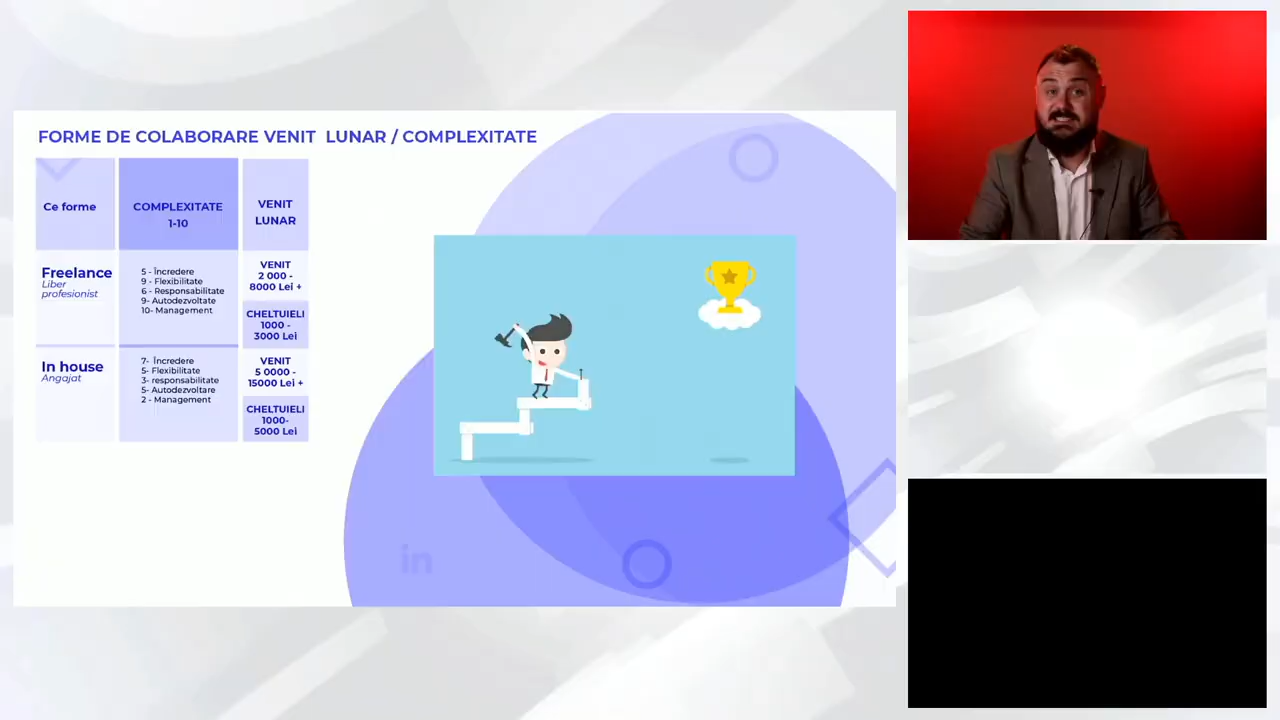 FORME DE COLABORARE VENIT LUNAR / COMPLEXITATE
Ce forme
COMPLEXITATE
1-10
VENIT
LUNAR
Freelance
Liber
profesionist
5 - Încredere
9 - Flexibilitate
6 - Responsabilitate
9- Autodezvoltate
10- Management
VENIT
2 000 -
8000 Lei +
CHELTUIELI
1000 -
3000 Lei
In house
Angajat
7- Încredere
5- Flexibilitate
3- responsabilitate
5- Autodezvoltare
2 - Management
VENIT
5 0000 -
15000 Lei +
CHELTUIELI
1000-
5000 Lei
in